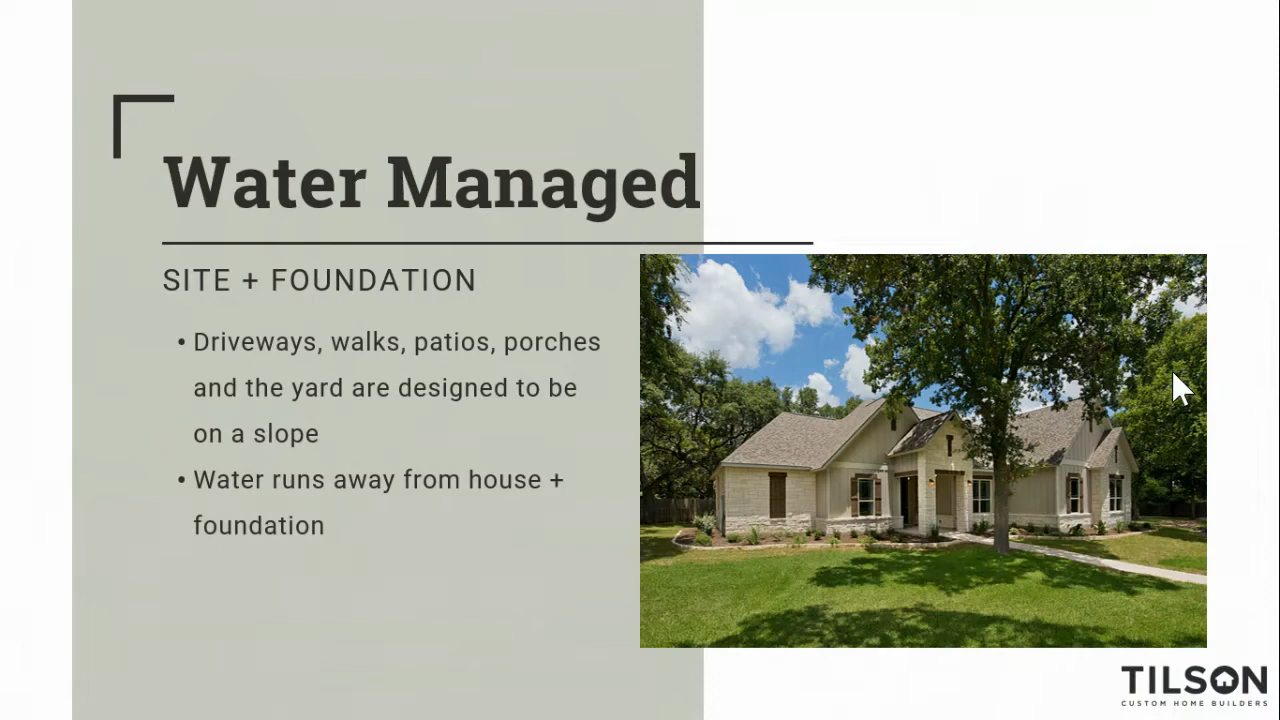 Water Managed
SITE + FOUNDATION
• Driveways, walks, patios, porches
and the yard are designed to be
on a slope
• Water runs away from house +
foundation
TILSON
CUSTOM HOME BUILDERS